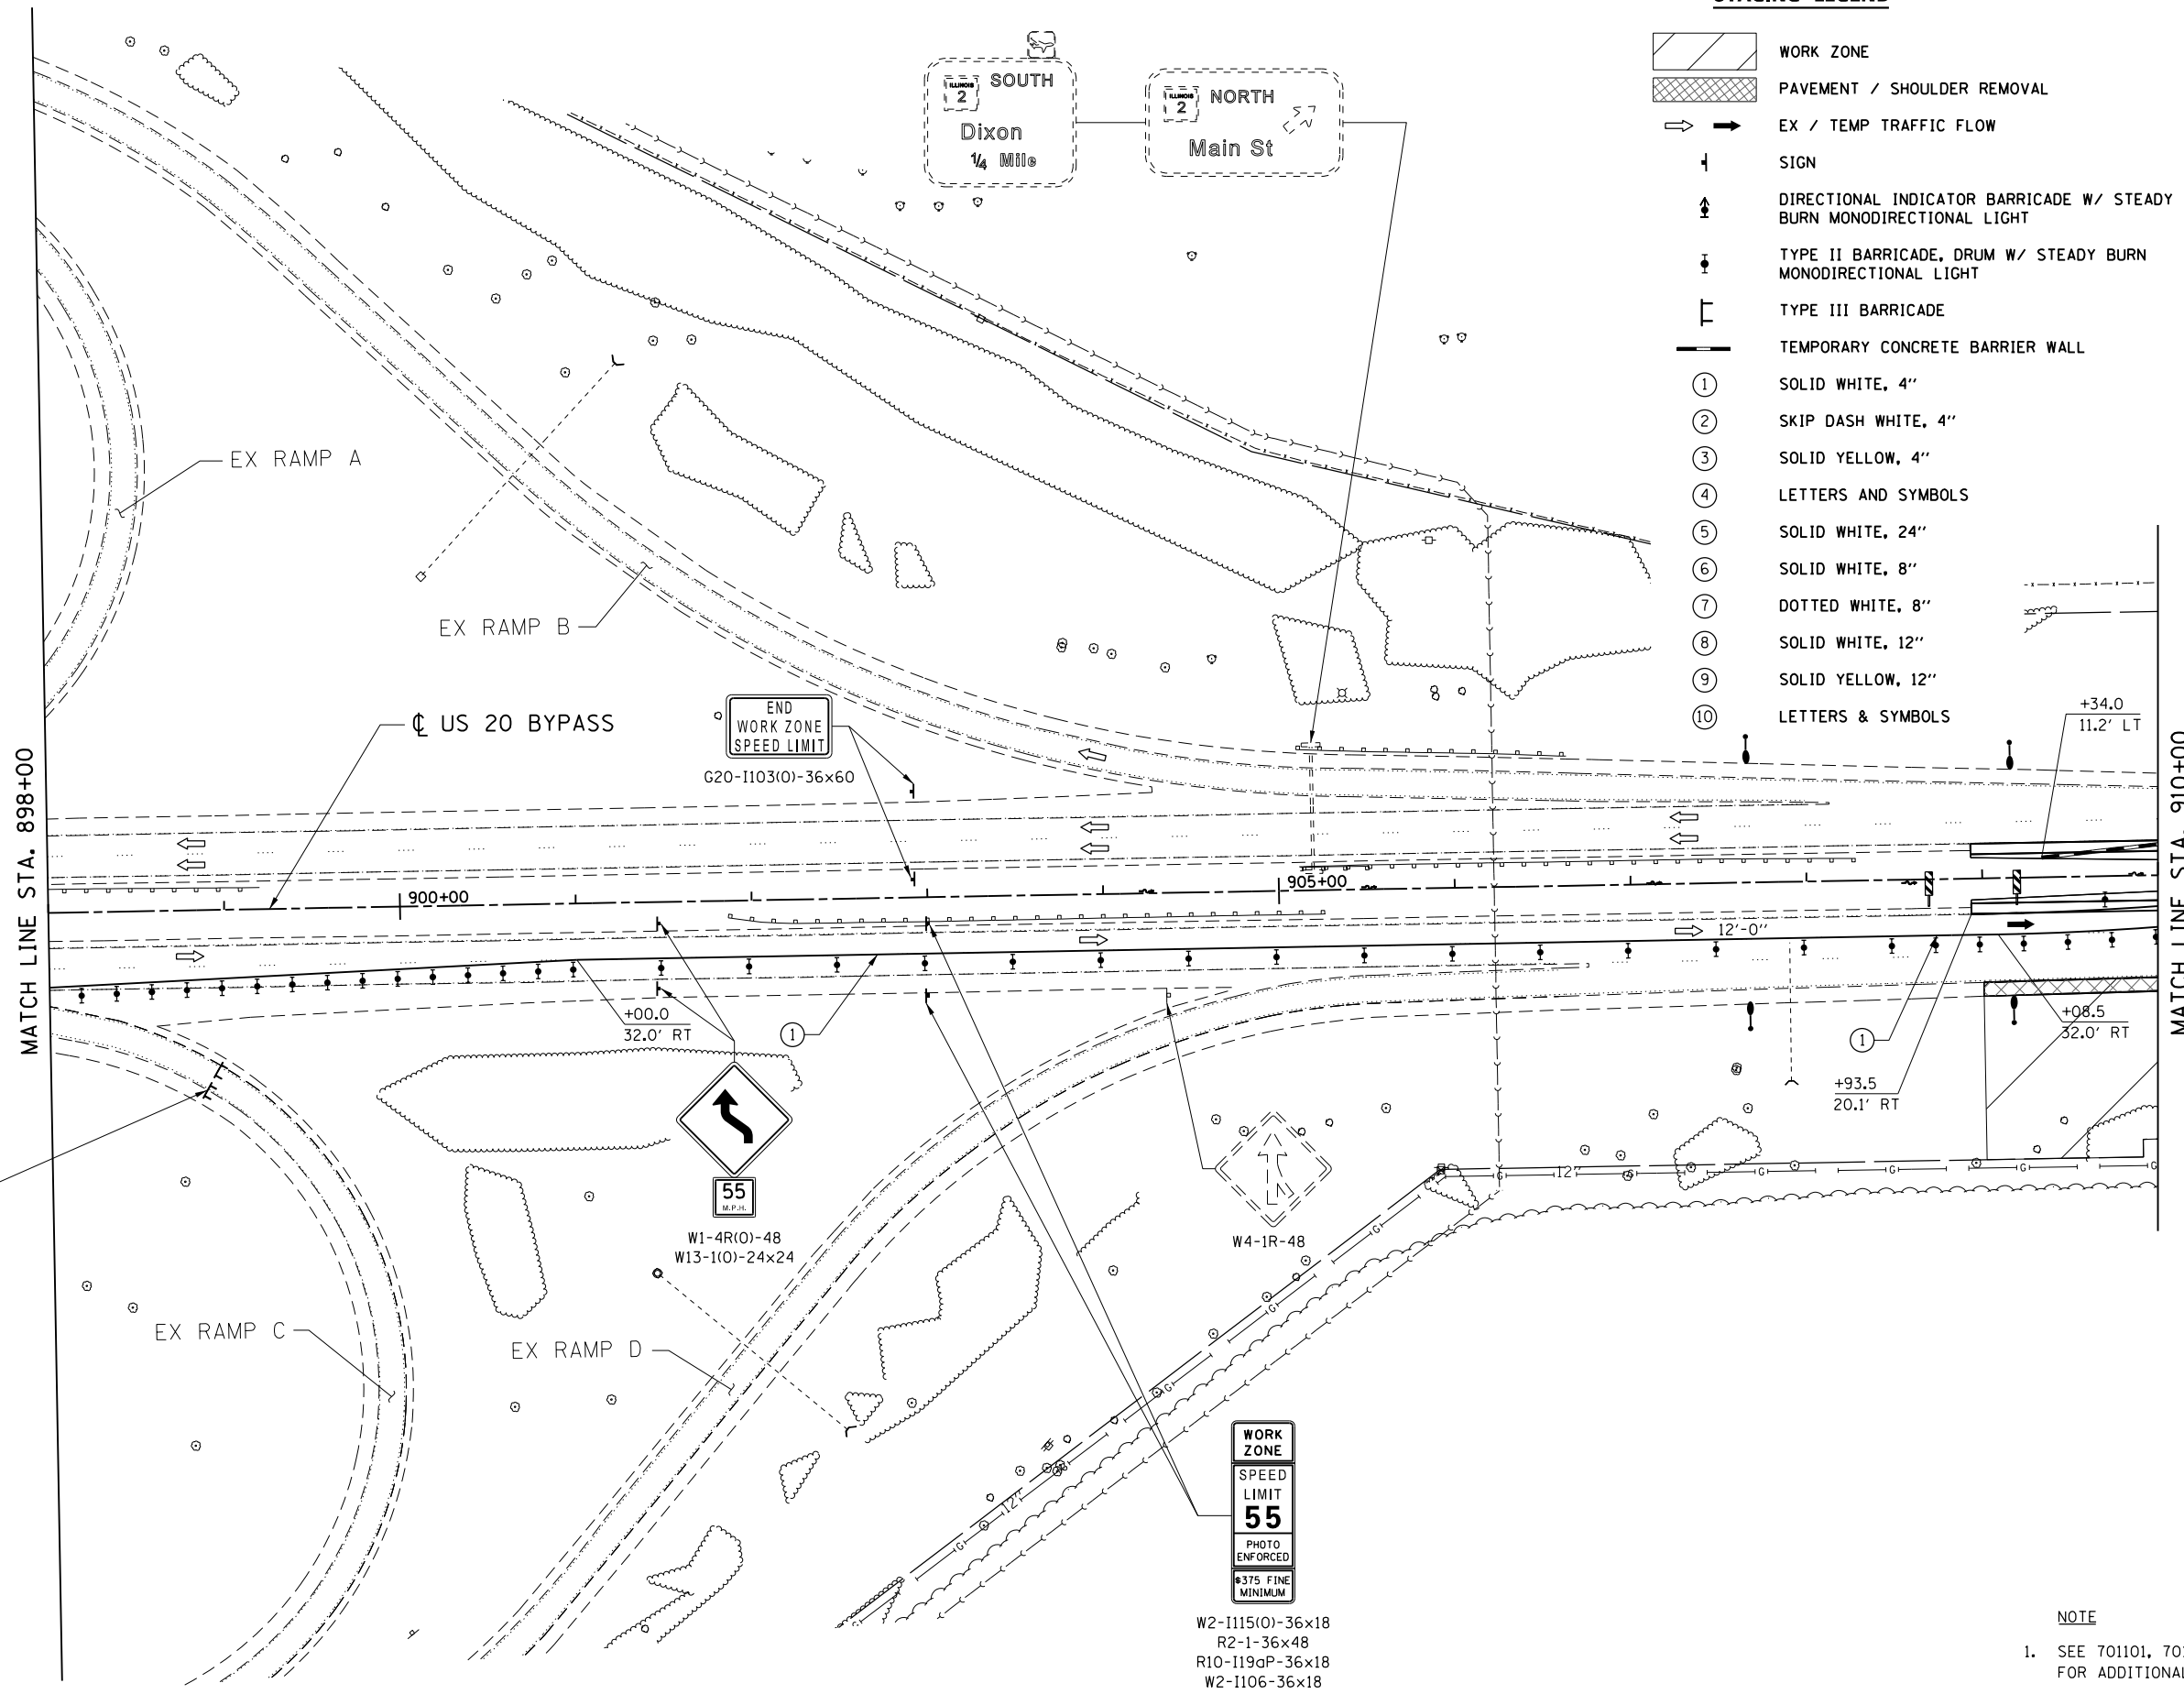 STAGING LEGEND
WORK ZONE
PAVEMENT / SHOULDER REMOVAL
EX / TEMP TRAFFIC FLOW
SIGN
DIRECTIONAL INDICATOR BARRICADE W/ STEADY
BURN MONODIRECTIONAL LIGHT
TYPE II BARRICADE, DRUM W/ STEADY BURN
MONODIRECTIONAL LIGHT
TYPE III BARRICADE
TEMPORARY CONCRETE BARRIER WALL
1 SOLID WHITE, 4''
2 SKIP DASH WHITE, 4''
3 SOLID YELLOW, 4''
4 LETTERS AND SYMBOLS
5 SOLID WHITE, 24''
6 SOLID WHITE, 8''
7 DOTTED WHITE, 8''
8 SOLID WHITE, 12''
9 SOLID YELLOW, 12''
10 LETTERS & SYMBOLS
ILLINOIS
2
SOUTH
Dixon
1/4 Mile
ILLINOIS
2
NORTH
Main St
EX RAMP A
EX RAMP B
℄ US 20 BYPASS
END
WORK ZONE
SPEED LIMIT
G20-I103(O)-36x60
+34.0
11.2' LT
MATCH LINE STA. 898+00
MATCH LINE STA. 910+00
900+00
905+00
12'-0"
+00.0
32.0' RT
1
1
+08.5
32.0' RT
+93.5
20.1' RT
55
M.P.H.
W1-4R(O)-48
W13-1(O)-24x24
W4-1R-48
12"
G
G
G
G
G
G
G
G
G
G
12"
G
G
EX RAMP C
EX RAMP D
WORK
ZONE
SPEED
LIMIT
55
PHOTO
ENFORCED
$375 FINE
MINIMUM
W2-I115(O)-36x18
R2-1-36x48
R10-I19aP-36x18
W2-I106-36x18
NOTE
1. SEE 701101, 701
FOR ADDITIONAL